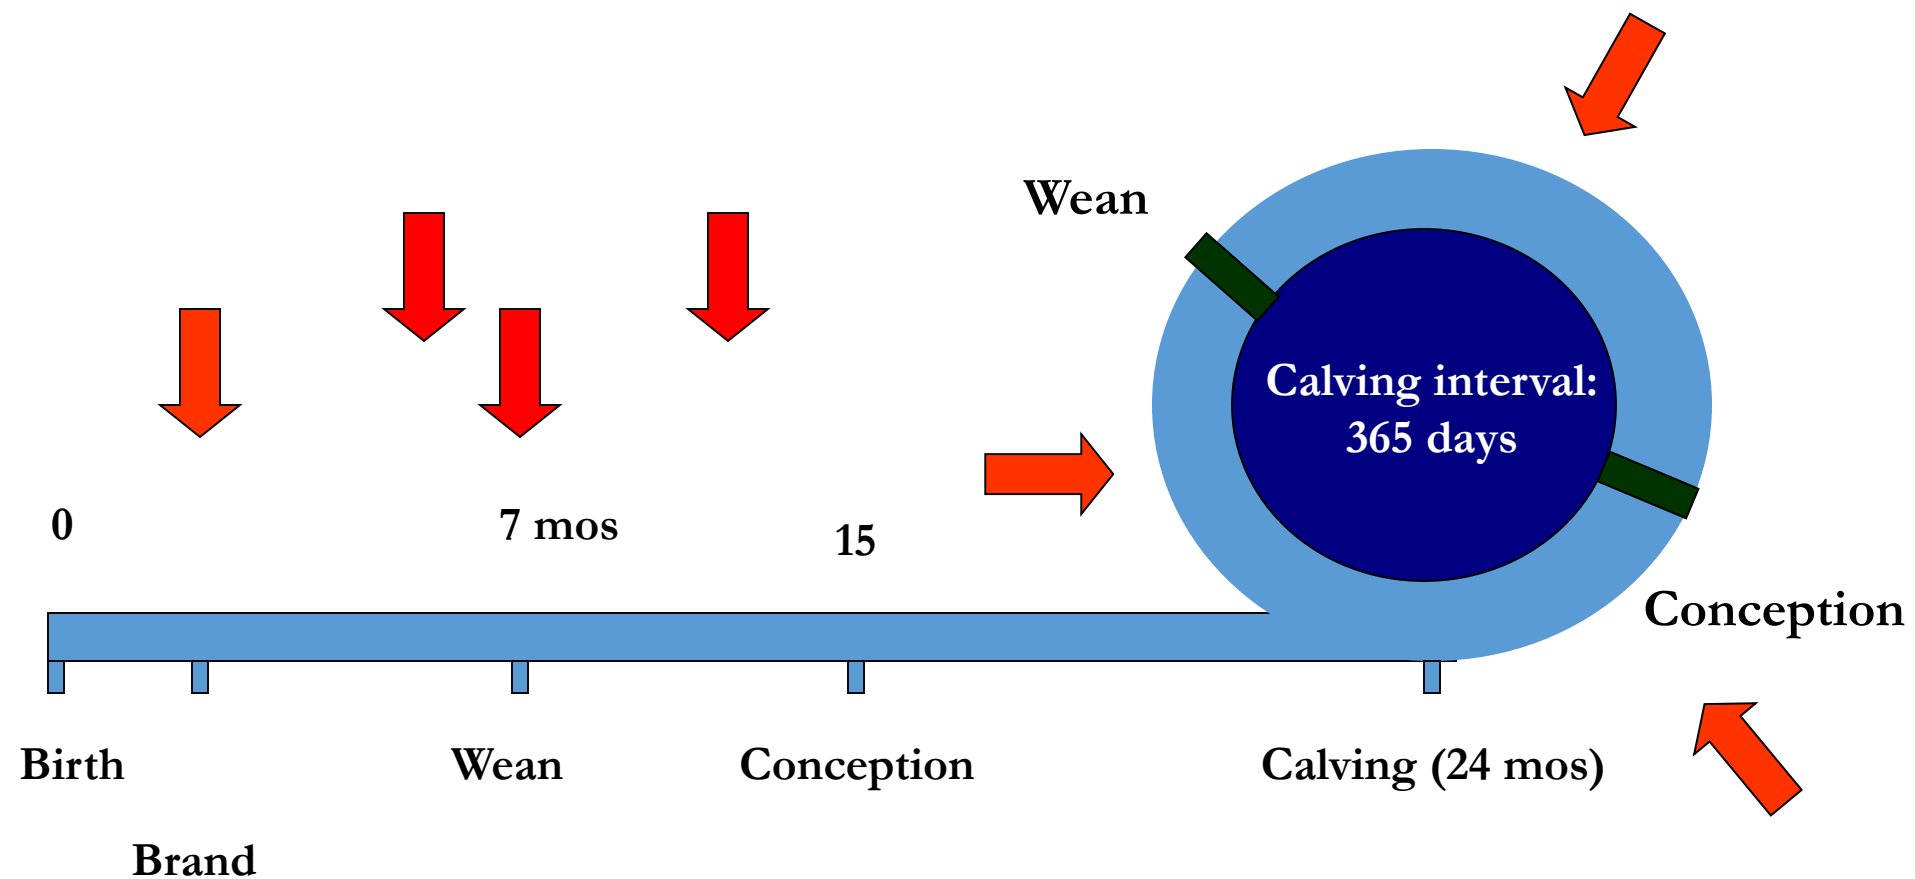 Wean
Calving interval:
365 days
0
7 mos
15
Conception
Birth
Wean
Conception
Calving (24 mos)
Brand